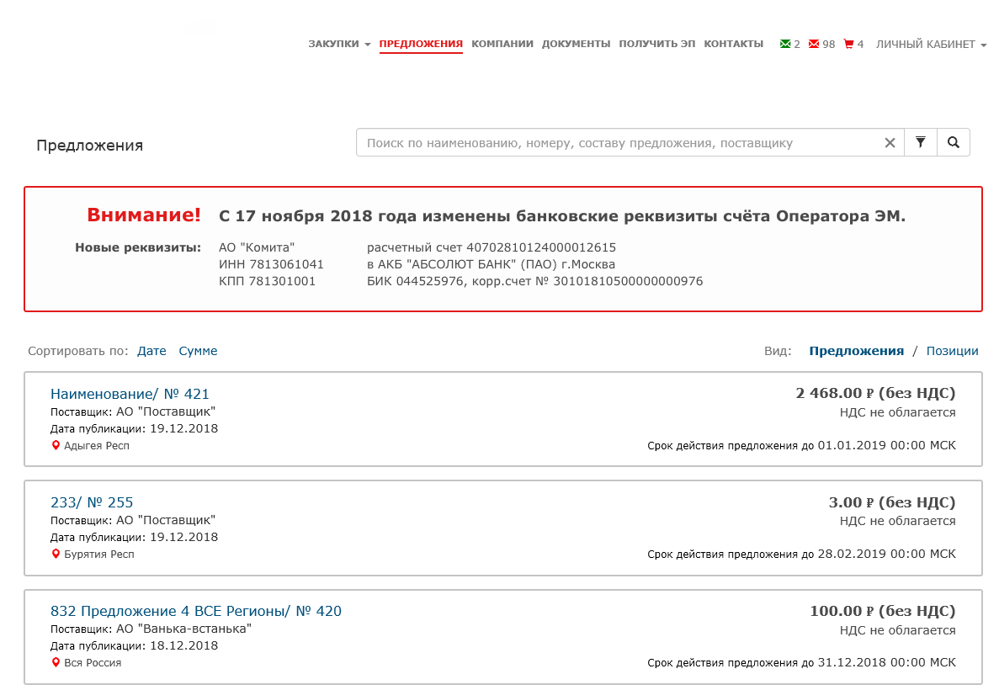 ЗАКУПКИ ПРЕДЛОЖЕНИЯ КОМПАНИИ ДОКУМЕНТЫ ПОЛУЧИТЬ ЭП КОНТАКТЫ 2 98 4 ЛИЧНЫЙ КАБИНЕТ
Предложения
Поиск по наименованию, номеру, составу предложения, поставщику
Внимание! С 17 ноября 2018 года изменены банковские реквизиты счёта Оператора ЭМ.
Новые реквизиты: АО "Комита" расчетный счет 40702810124000012615
ИНН 7813061041 в АКБ "АБСОЛЮТ БАНК" (ПАО) г.Москва
КПП 781301001 БИК 044525976, корр.счет № 30101810500000000976
Сортировать по: Дате Сумме Вид: Предложения / Позиции
Наименование/ № 421 2 468.00 ₽ (без НДС)
Поставщик: АО "Поставщик" НДС не облагается
Дата публикации: 19.12.2018
Адыгея Респ Срок действия предложения до 01.01.2019 00:00 МСК
233/ № 255 3.00 ₽ (без НДС)
Поставщик: АО "Поставщик" НДС не облагается
Дата публикации: 19.12.2018
Бурятия Респ Срок действия предложения до 28.02.2019 00:00 МСК
832 Предложение 4 ВСЕ Регионы/ № 420 100.00 ₽ (без НДС)
Поставщик: АО "Ванька-встанька" НДС не облагается
Дата публикации: 18.12.2018
Вся Россия Срок действия предложения до 31.12.2018 00:00 МСК